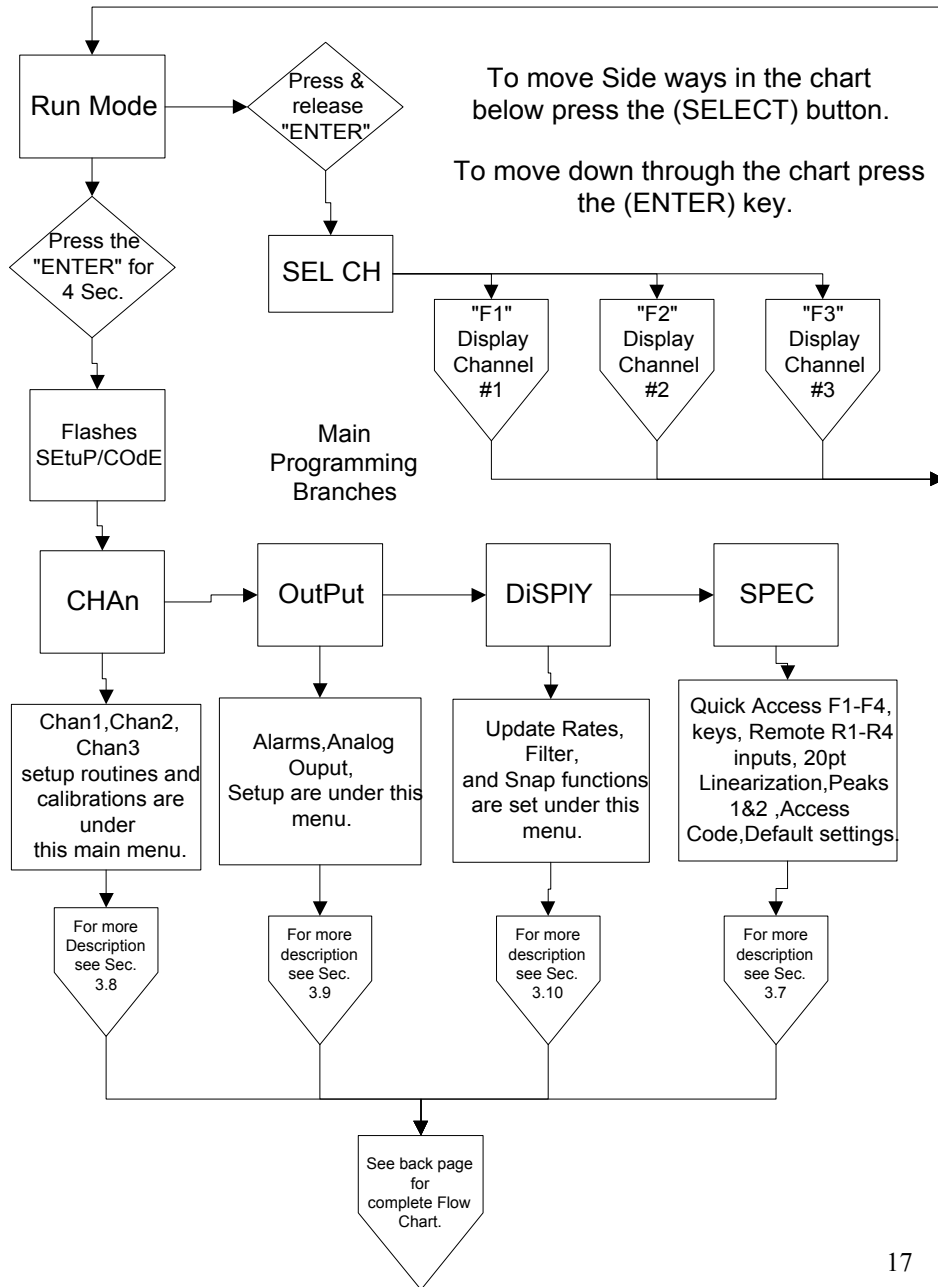 Run Mode
Press &
release
"ENTER"
To move Side ways in the chart
below press the (SELECT) button.
To move down through the chart press
the (ENTER) key.
Press the
"ENTER" for
4 Sec.
SEL CH
"F1"
Display
Channel
#1
"F2"
Display
Channel
#2
"F3"
Display
Channel
#3
Flashes
SEtuP/COdE
Main
Programming
Branches
CHAn
OutPut
DiSPlY
SPEC
Chan1,Chan2,
Chan3
setup routines and
calibrations are
under
this main menu.
Alarms,Analog
Ouput,
Setup are under this
menu.
Update Rates,
Filter,
and Snap functions
are set under this
menu.
Quick Access F1-F4,
keys, Remote R1-R4
inputs, 20pt
Linearization,Peaks
1&2 ,Access
Code,Default settings.
For more
Description
see Sec.
3.8
For more
description
see Sec.
3.9
For more
description
see Sec.
3.10
For more
description
see Sec.
3.7
See back page
for
complete Flow
Chart.
17